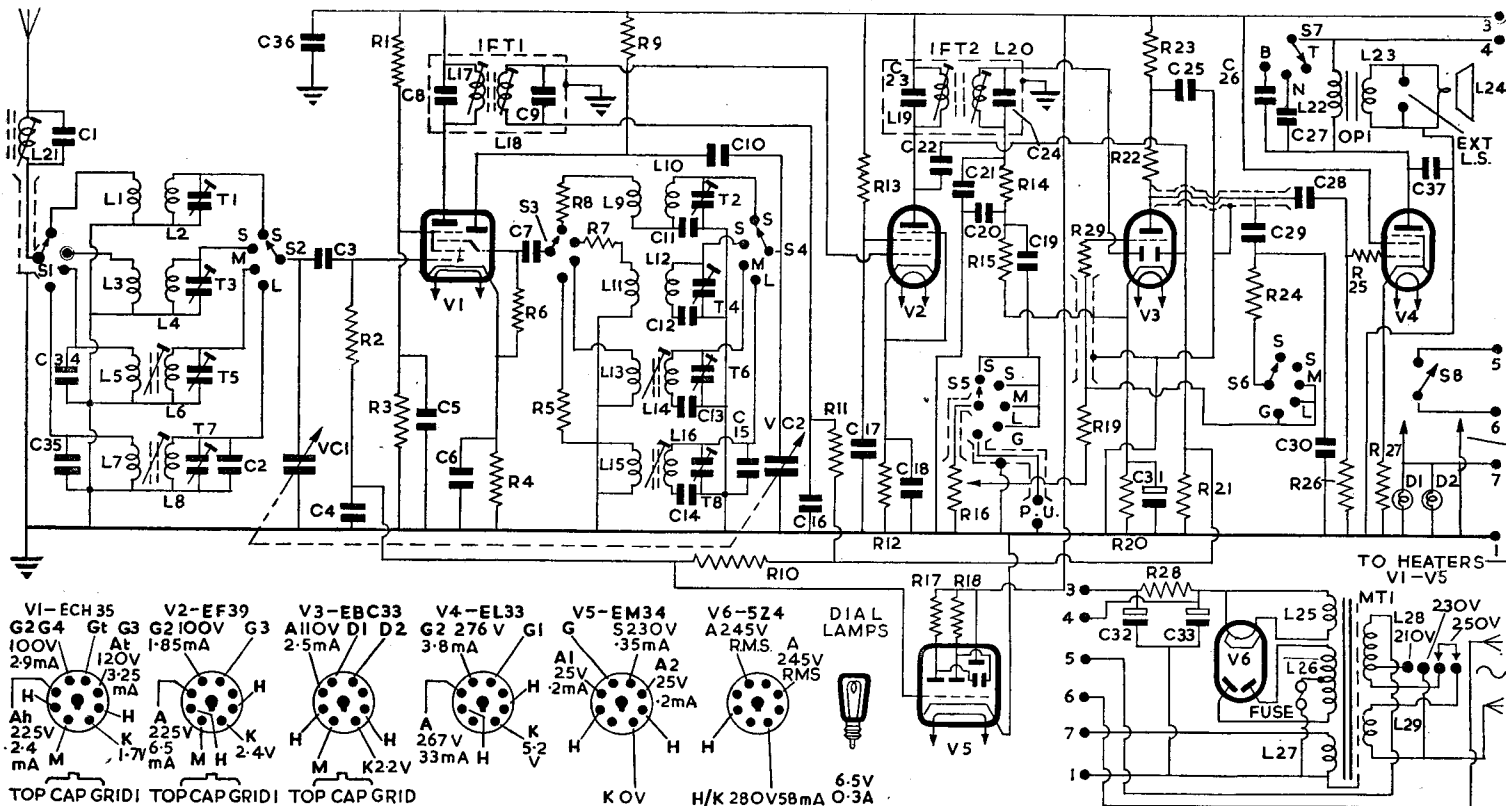 C36
R1
IFT1
R9
L17
C8
C9
L18
C1
L21
L1
T1
L2
S
S1
M
S2
C3
L3
T3
L
L4
C34
L5
T5
L6
T7
C35
L7
C2
L8
VC1
R2
C4
R3
C5
C6
R4
V1
R6
C7
S3
R8
R7
R5
C10
L10
L9
T2
C11
L12
S
M
S4
L
L11
T4
C12
L13
T6
L14
C13
C
15
L16
L15
T8
C14
VC2
R11
C16
R10
R13
C17
IFT2
L20
C
23
L19
C24
C22
C21
R14
C20
R15
C19
V2
C18
R12
S5
S
S
M
L
G
R16
P.U.
R29
R19
R23
C25
R22
V3
C31
R20
R21
C
26
C28
C29
R24
S6
S
S
M
L
G
C30
R26
R
25
V4
R27
B
S7
T
N
L22
C27
OP1
L23
L24
EXT
L.S.
C37
3
4
5
S8
6
7
D1 D2
1
TO HEATERS
V1-V5
V1-ECH35
G2G4 Gt G3
100V
2.9mA
At
120V
3.25
mA
H
H
Ah
225V
2.4
mA
M
K
1.7V
TOP CAP GRID1
V2-EF39
G2 100V
1.85mA
G3
A
225V
6.5
mA
M H
K
2.4V
TOP CAP GRID1
V3-EBC33
A110V D1 D2
2.5mA
H
H
M
K2.2V
TOP CAP GRID
V4-EL33
G2 276V
3.8mA
G1
H
A
267V
33mA
H
K
5.2
V
V5-EM34
G
S230V
.35mA
A1
25V
.2mA
A2
25V
.2mA
H
H
K 0V
V6-5Z4
A245V
R.M.S.
A
245V
RMS
H/K 280V58mA
DIAL
LAMPS
6.5V
0.3A
R17 R18
V5
3
R28
4
C32
C33
5
6
7
1
V6
L25
L26
FUSE
L27
MT1
L28
230V
210V
250V
L29